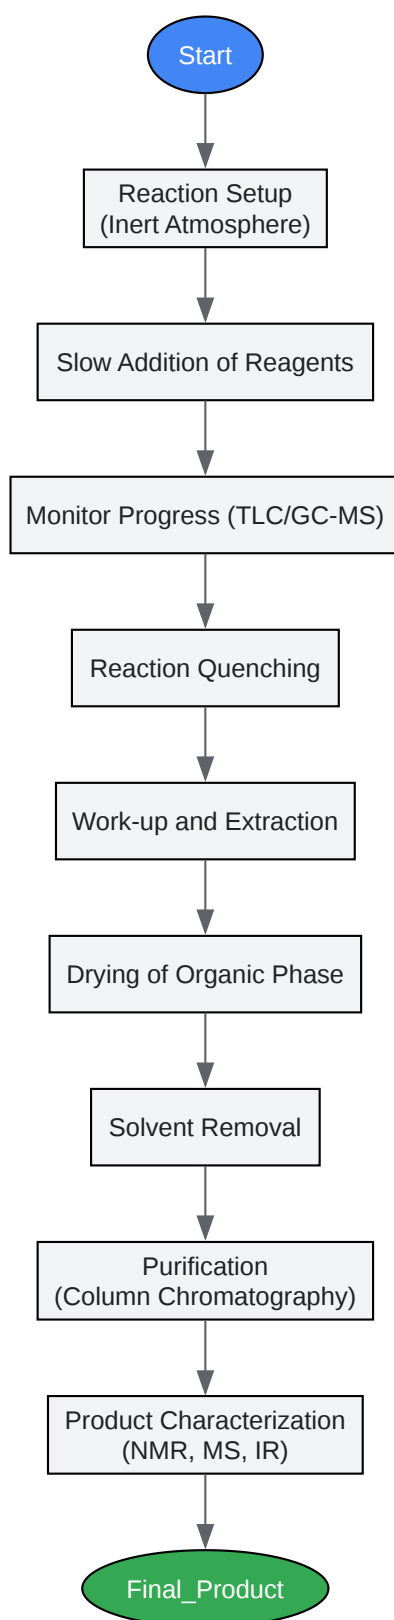 Start
Reaction Setup
(Inert Atmosphere)
Slow Addition of Reagents
Monitor Progress (TLC/GC-MS)
Reaction Quenching
Work-up and Extraction
Drying of Organic Phase
Solvent Removal
Purification
(Column Chromatography)
Product Characterization
(NMR, MS, IR)
Final_Product